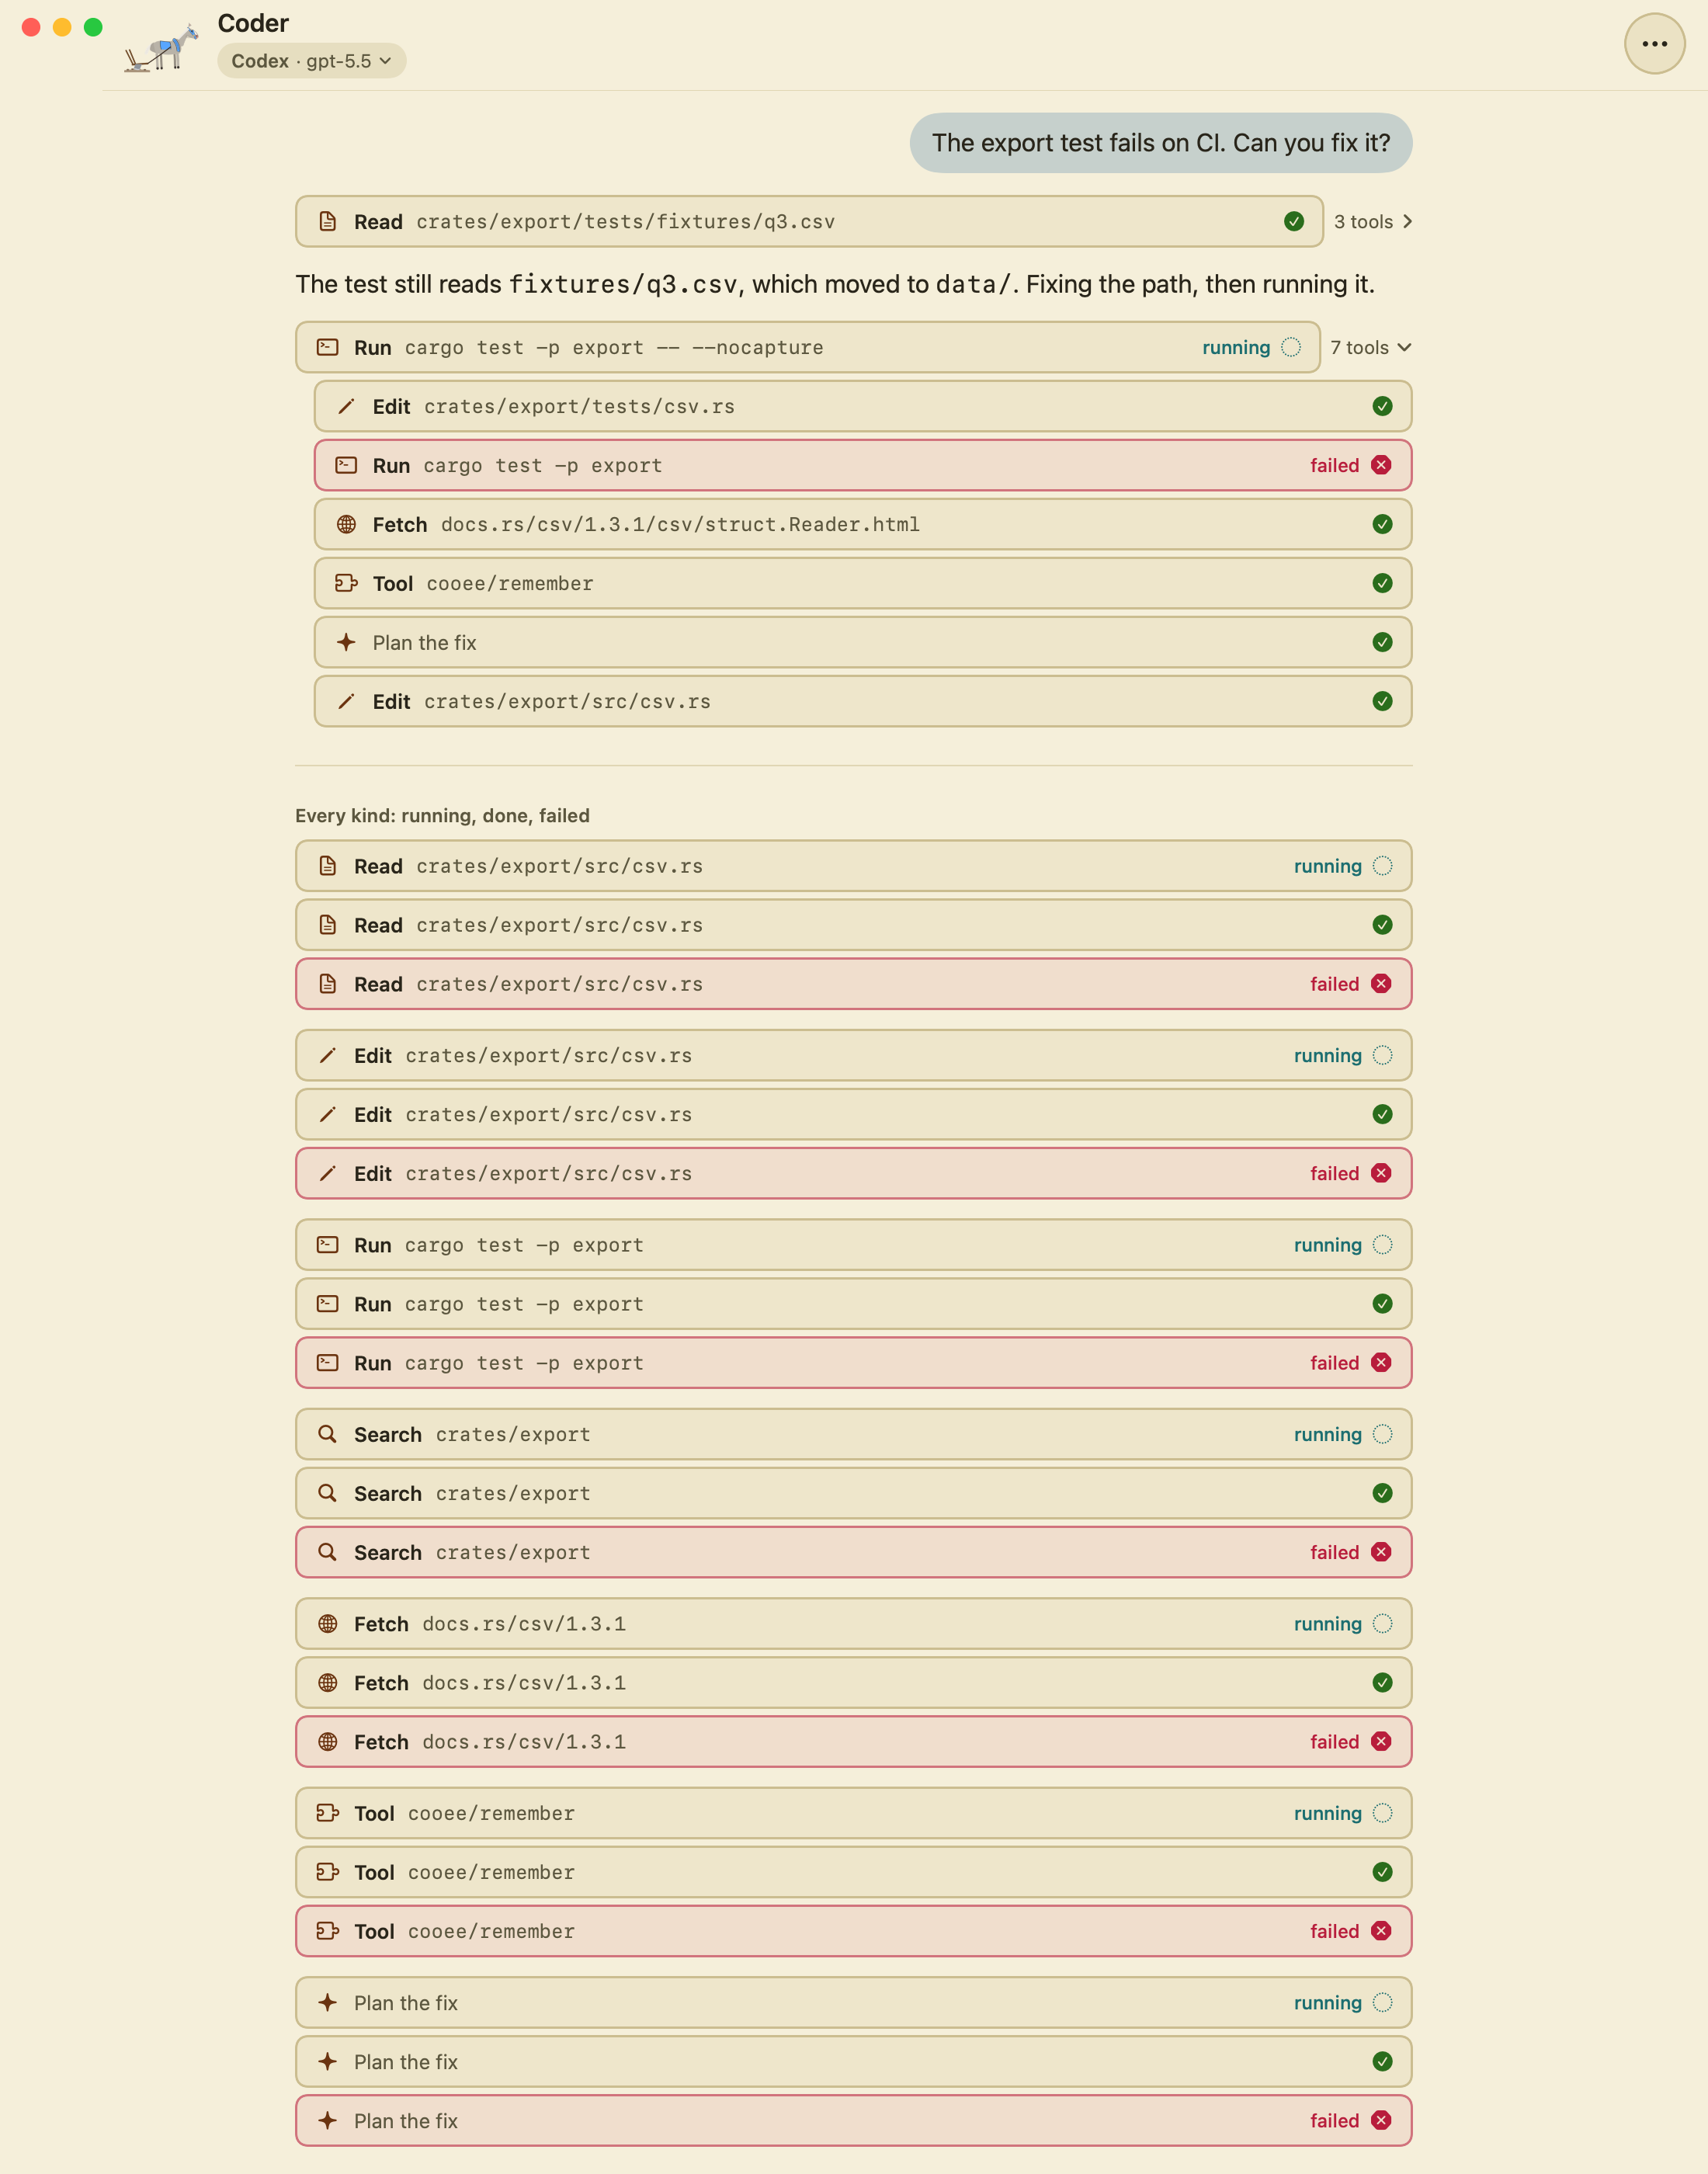 Coder
Codex · gpt-5.5
The export test fails on CI. Can you fix it?
Read crates/export/tests/fixtures/q3.csv 3 tools
The test still reads fixtures/q3.csv, which moved to data/. Fixing the path, then running it.
Run cargo test -p export -- --nocapture running 7 tools
Edit crates/export/tests/csv.rs
Run cargo test -p export failed
Fetch docs.rs/csv/1.3.1/csv/struct.Reader.html
Tool cooee/remember
Plan the fix
Edit crates/export/src/csv.rs
Every kind: running, done, failed
Read crates/export/src/csv.rs running
Read crates/export/src/csv.rs
Read crates/export/src/csv.rs failed
Edit crates/export/src/csv.rs running
Edit crates/export/src/csv.rs
Edit crates/export/src/csv.rs failed
Run cargo test -p export running
Run cargo test -p export
Run cargo test -p export failed
Search crates/export running
Search crates/export
Search crates/export failed
Fetch docs.rs/csv/1.3.1 running
Fetch docs.rs/csv/1.3.1
Fetch docs.rs/csv/1.3.1 failed
Tool cooee/remember running
Tool cooee/remember
Tool cooee/remember failed
Plan the fix running
Plan the fix
Plan the fix failed